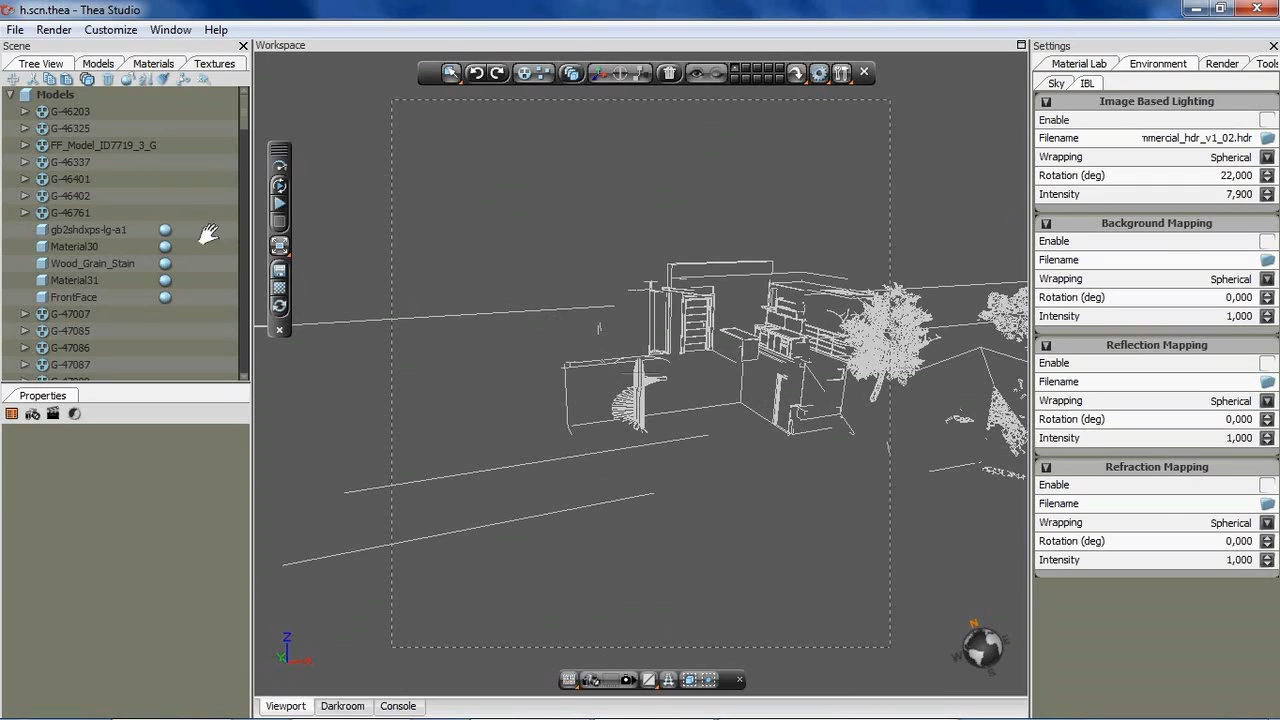 h.scn.thea - Thea Studio
File Render Customize Window Help
Scene
Tree View Models Materials Textures
Models
G-46203
G-46325
FF_Model_ID7719_3_G
G-46337
G-46401
G-46402
G-46761
gb2shdxps-lg-a1
Material30
Wood_Grain_Stain
Material31
FrontFace
G-47007
G-47085
G-47086
G-47087
Properties
Workspace
Z
X
N
E
S
W
Viewport Darkroom Console
Settings
Material Lab Environment Render Tools
Sky IBL
Image Based Lighting
Enable
Filename mmercial_hdr_v1_02.hdr
Wrapping Spherical
Rotation (deg) 22,000
Intensity 7,900
Background Mapping
Enable
Filename
Wrapping Spherical
Rotation (deg) 0,000
Intensity 1,000
Reflection Mapping
Enable
Filename
Wrapping Spherical
Rotation (deg) 0,000
Intensity 1,000
Refraction Mapping
Enable
Filename
Wrapping Spherical
Rotation (deg) 0,000
Intensity 1,000